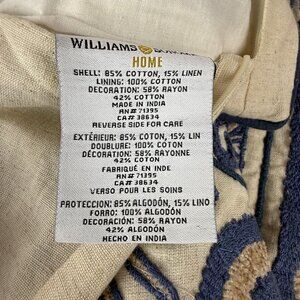 WILLIAMS SONOMA
HOME
SHELL: 85% COTTON, 15% LINEN
LINING: 100% COTTON
DECORATION: 58% RAYON
42% COTTON
MADE IN INDIA
RN# 71395
CA# 38634
REVERSE SIDE FOR CARE
EXTÉRIEUR: 85% COTON, 15% LIN
DOUBLURE: 100% COTON
DÉCORATION: 58% RAYONNE
42% COTON
FABRIQUÉ EN INDE
RN# 71395
CA# 38634
VERSO POUR LES SOINS
PROTECCIÓN: 85% ALGODÓN, 15% LINO
FORRO: 100% ALGODÓN
DECORACIÓN: 58% RAYÓN
42% ALGODÓN
HECHO EN INDIA